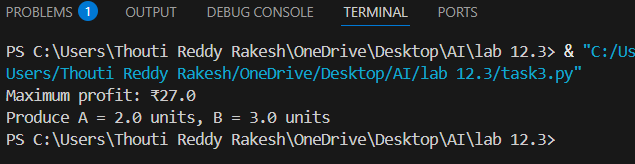 PROBLEMS 1 OUTPUT DEBUG CONSOLE TERMINAL PORTS
PS C:\Users\Thouti Reddy Rakesh\OneDrive\Desktop\AI\lab 12.3> & "C:/Us
Users/Thouti Reddy Rakesh/OneDrive/Desktop/AI/lab 12.3/task3.py"
Maximum profit: ₹27.0
Produce A = 2.0 units, B = 3.0 units
PS C:\Users\Thouti Reddy Rakesh\OneDrive\Desktop\AI\lab 12.3>